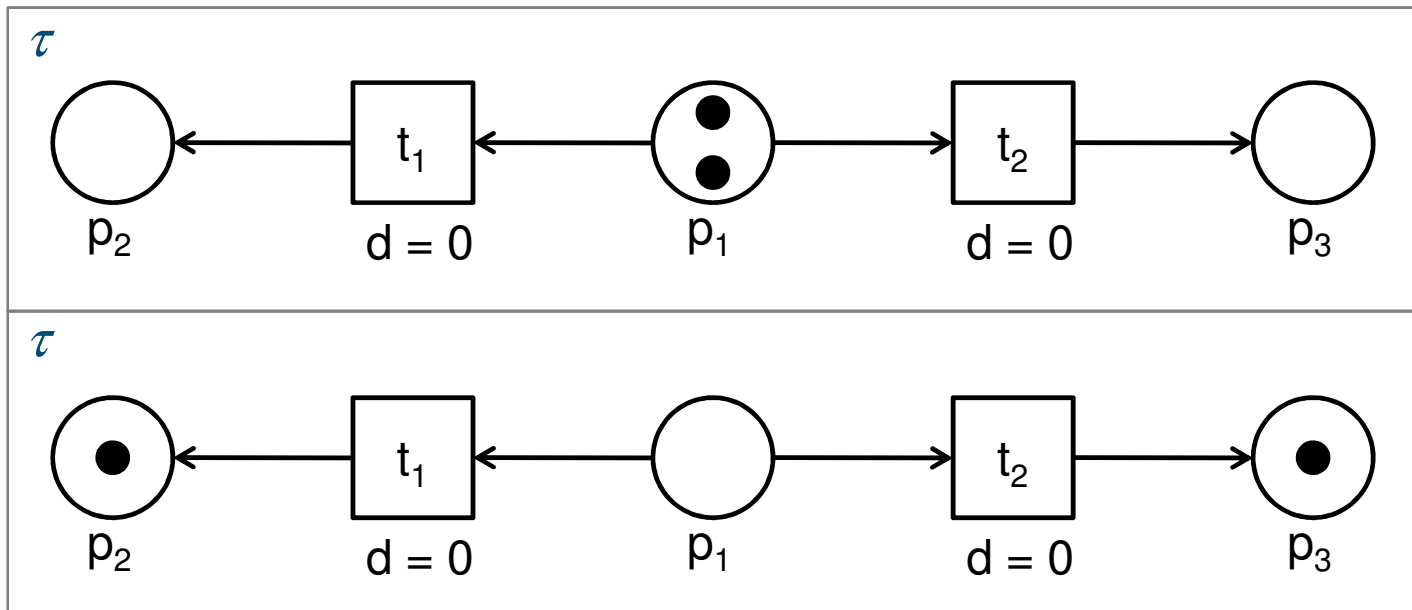 τ
t₁ t₂
p₂ d = 0 p₁ d = 0 p₃
τ
t₁ t₂
p₂ d = 0 p₁ d = 0 p₃